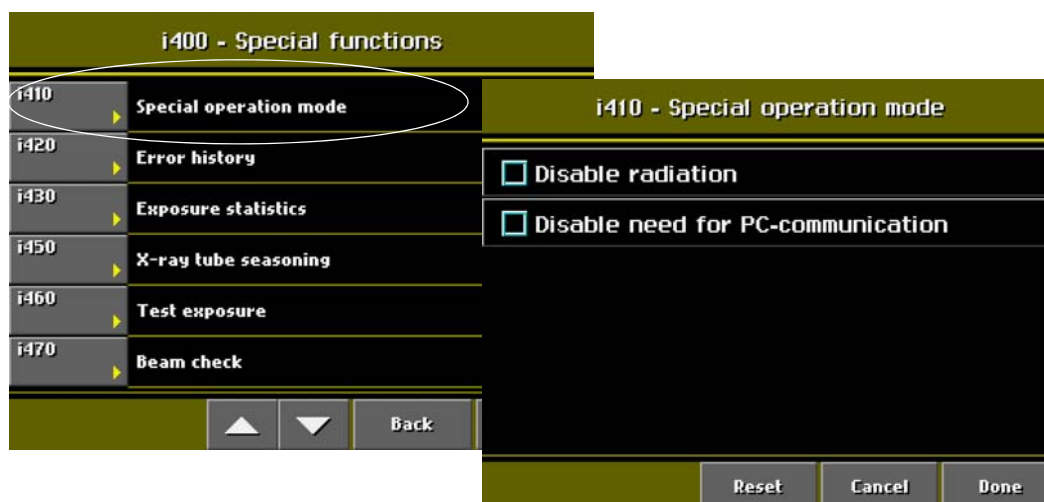 i400 - Special functions
i410
Special operation mode
i420
Error history
i430
Exposure statistics
i450
X-ray tube seasoning
i460
Test exposure
i470
Beam check
Back
i410 - Special operation mode
Disable radiation
Disable need for PC-communication
Reset Cancel Done